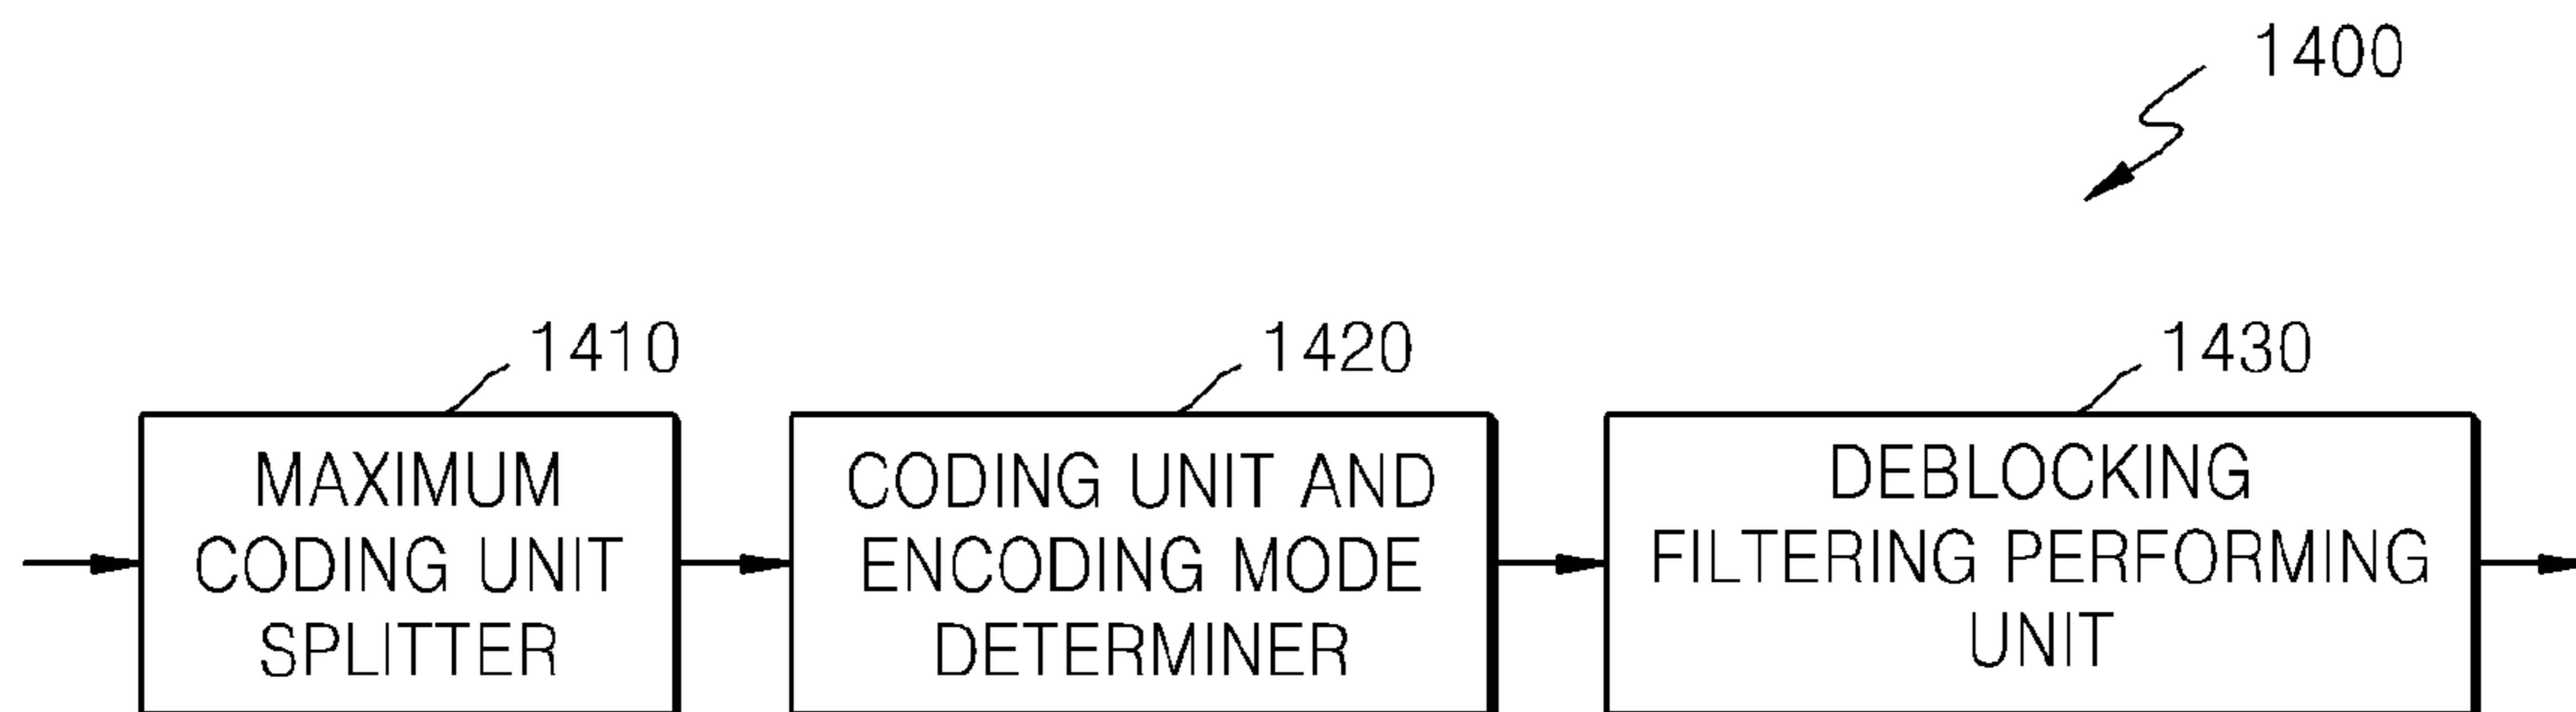 1400
1410
1420
1430
MAXIMUM
CODING UNIT
SPLITTER
CODING UNIT AND
ENCODING MODE
DETERMINER
DEBLOCKING
FILTERING PERFORMING
UNIT